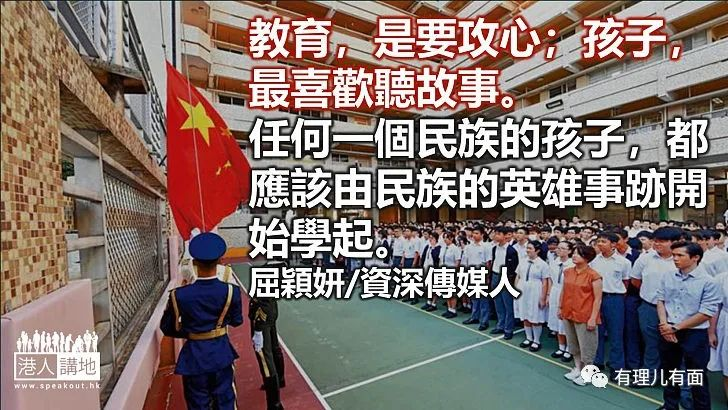 教育，是要攻心；孩子，
最喜歡聽故事。
任何一個民族的孩子，都
應該由民族的英雄事跡開
始學起。
屈穎妍/資深傳媒人
港人講地
www.speakout.hk
有理儿有面